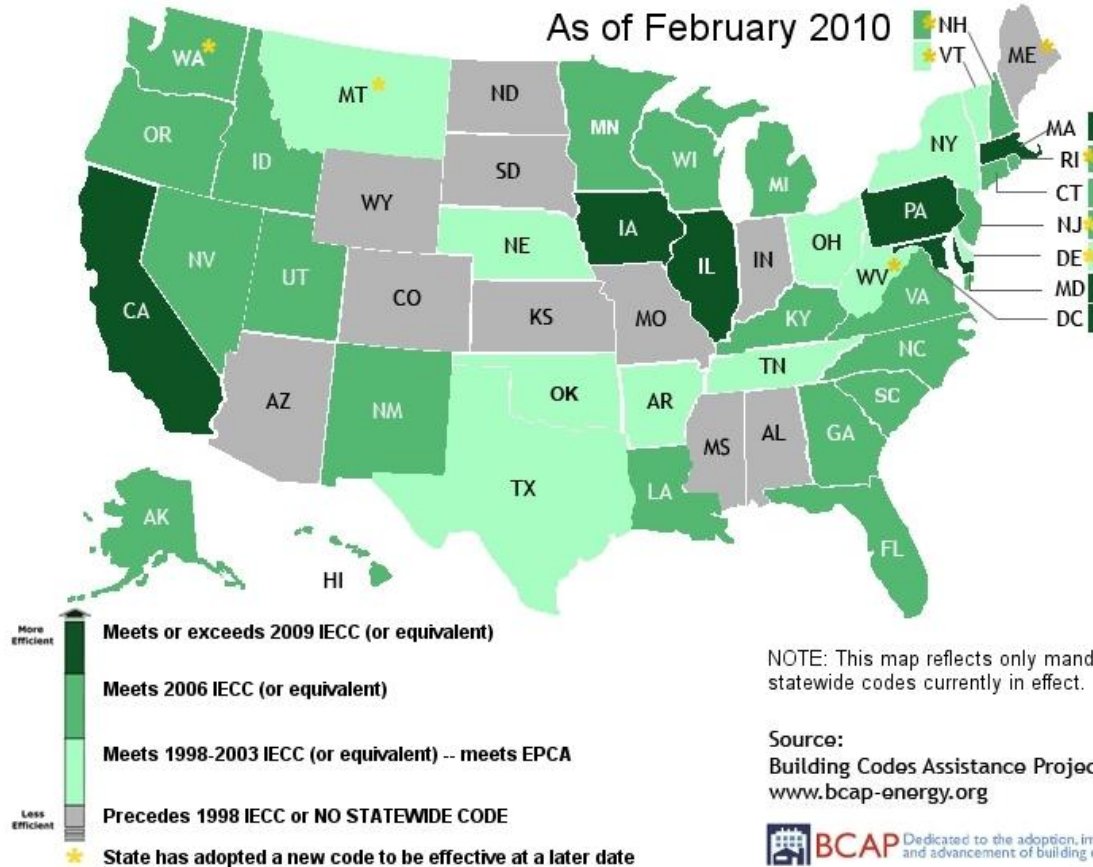 As of February 2010
NH
VT
ME
WA
MT
ND
MN
OR
ID
SD
WI
MI
NY
MA
RI
CT
NJ
DE
MD
DC
WY
NE
IA
PA
NV
UT
CO
IL
IN
OH
WV
VA
CA
KS
MO
KY
NC
TN
AZ
NM
OK
AR
SC
MS
AL
GA
TX
LA
AK
HI
FL
More
Efficient
Meets or exceeds 2009 IECC (or equivalent)
Meets 2006 IECC (or equivalent)
Meets 1998-2003 IECC (or equivalent) -- meets EPCA
Less
Efficient
Precedes 1998 IECC or NO STATEWIDE CODE
* State has adopted a new code to be effective at a later date
NOTE: This map reflects only mand
statewide codes currently in effect.
Source:
Building Codes Assistance Projec
www.bcap-energy.org
BCAP
Dedicated to the adoption, im
and advancement of building